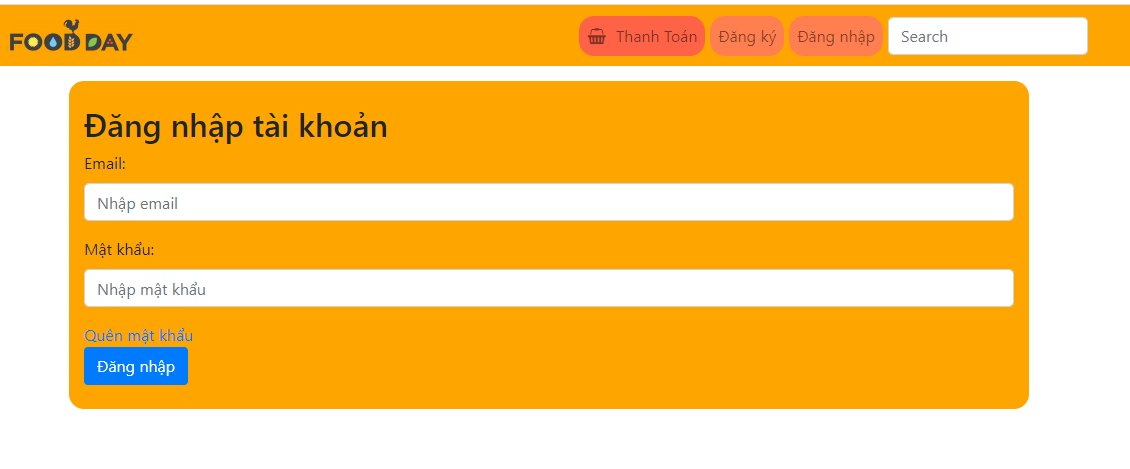 FOOD DAY
Thanh Toán
Đăng ký
Đăng nhập
Search
Đăng nhập tài khoản
Email:
Nhập email
Mật khẩu:
Nhập mật khẩu
Quên mật khẩu
Đăng nhập